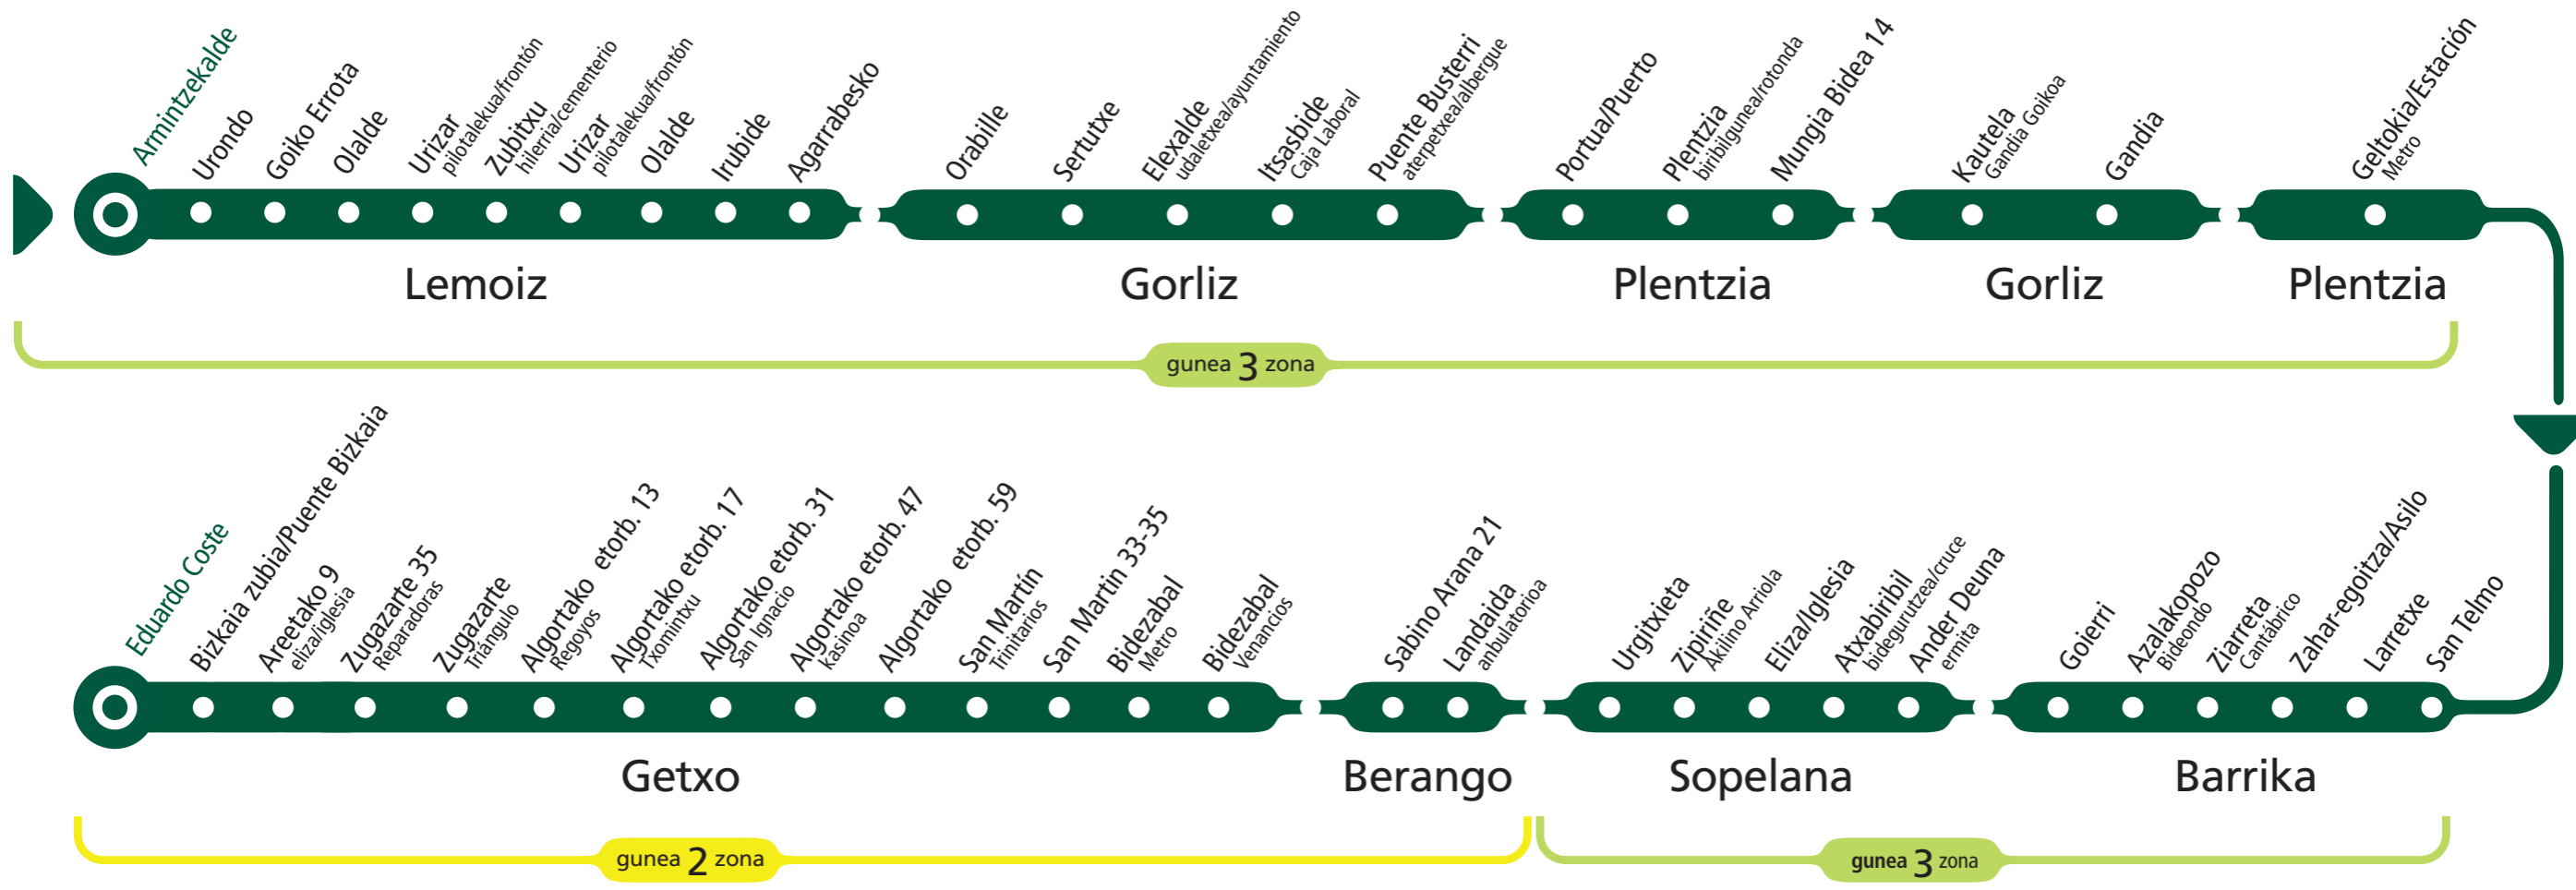 Armintzekalde
Urondo
Goiko Errota
Olalde
Urizar
pilotalekua/frontón
Zubitxu
hilerria/cementerio
Urizar
pilotalekua/frontón
Olalde
Irubide
Agarrabesko
Orabille
Sertutxe
Elexalde
udaletxea/ayuntamiento
Itsasbide
Caja Laboral
Puente Busterri
aterpetxea/albergue
Portua/Puerto
Plentzia
biribilgunea/rotonda
Mungia Bidea 14
Kautela
Gandia Goikoa
Gandia
Geltokia/Estación
Metro
Lemoiz
Gorliz
Plentzia
Gorliz
Plentzia
gunea 3 zona
Eduardo Coste
Bizkaia zubia/Puente Bizkaia
Areetako 9
eliza/iglesia
Zugazarte 35
Reparadoras
Zugazarte
Triángulo
Algortako etorb. 13
Regoyos
Algortako etorb. 17
Txomintxu
Algortako etorb. 31
San Ignacio
Algortako etorb. 47
kasinoa
Algortako etorb. 59
San Martín
Trinitarios
San Martin 33-35
Bidezabal
Metro
Bidezabal
Venancios
Sabino Arana 21
Landaida
anbulatorioa
Urgitxieta
Zipiriñe
Akilino Arriola
Eliza/Iglesia
Atxabiribil
bidegurutzea/cruce
Ander Deuna
ermita
Goierri
Azalakopozo
Bideondo
Ziarreta
Cantábrico
Zahar-egoitza/Asilo
Larretxe
San Telmo
Getxo
Berango
Sopelana
Barrika
gunea 2 zona
gunea 3 zona